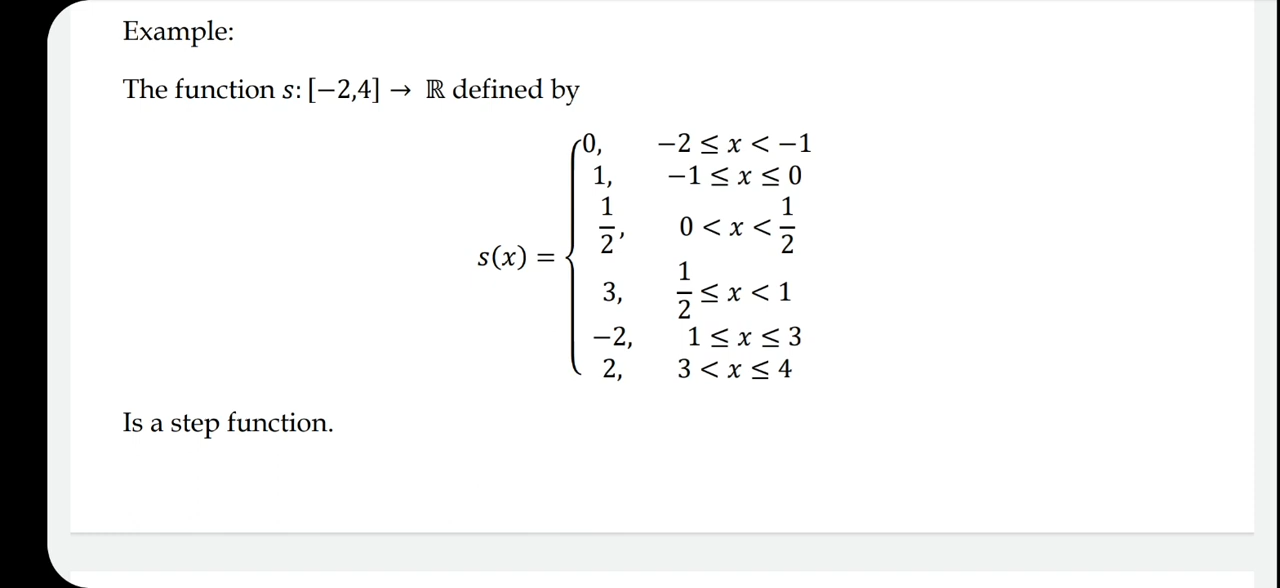 Example:
The function s: [−2,4] → ℝ defined by
0, −2 ≤ x < −1
1, −1 ≤ x ≤ 0
1/2, 0 < x < 1/2
s(x) =
3, 1/2 ≤ x < 1
−2, 1 ≤ x ≤ 3
2, 3 < x ≤ 4
Is a step function.